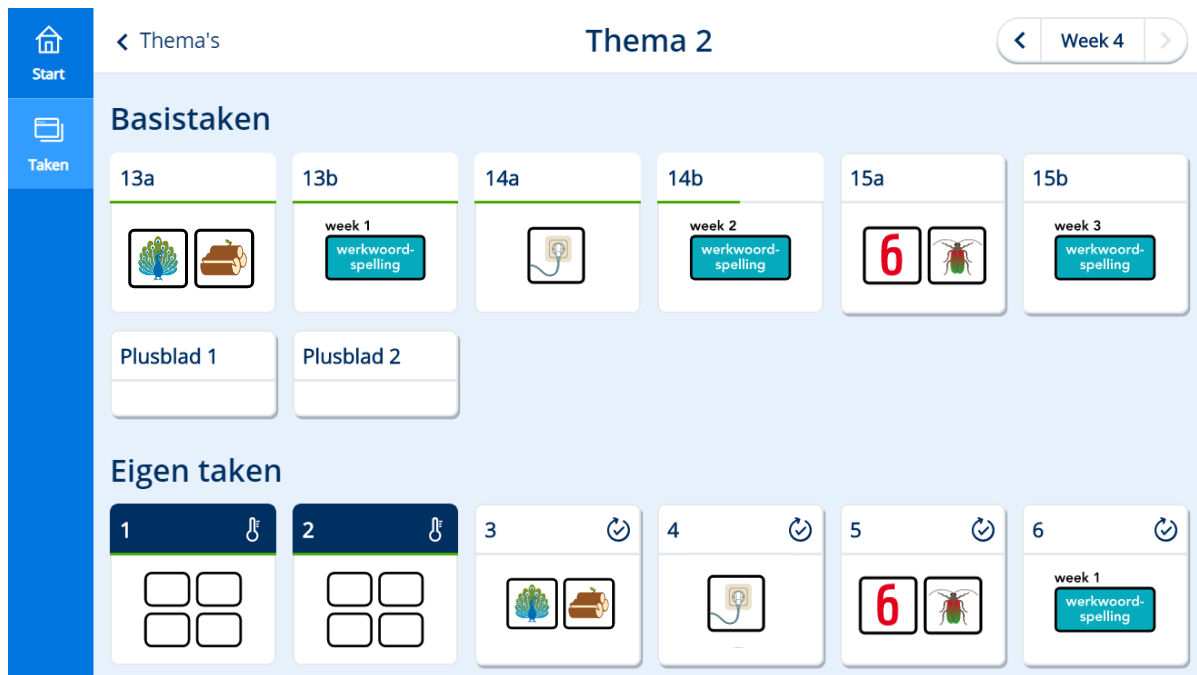 Start
Taken
Thema's
Thema 2
Week 4
Basistaken
13a
13b
14a
14b
15a
15b
week 1
werkwoord-
spelling
week 2
werkwoord-
spelling
6
week 3
werkwoord-
spelling
Plusblad 1
Plusblad 2
Eigen taken
1
2
3
4
5
6
6
week 1
werkwoord-
spelling